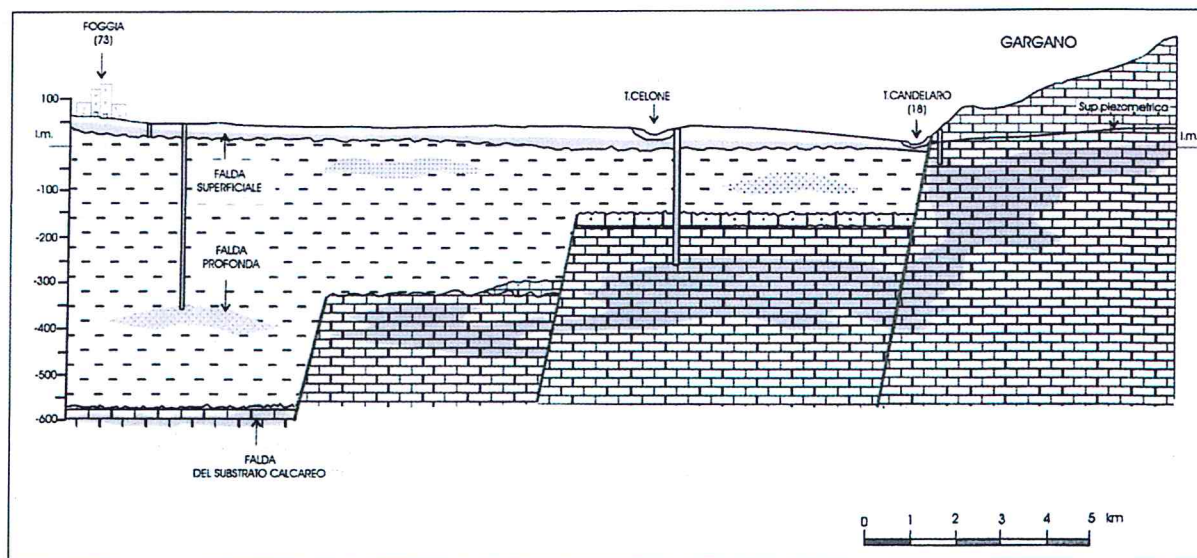 FOGGIA
(73)
GARGANO
100
T.CELONE
T.CANDELARO
(18)
Sup.piezometrica
l.m.
l.m.
FALDA
SUPERFICIALE
-100
-200
FALDA
PROFONDA
-300
-400
-500
-600
FALDA
DEL SUBSTRATO CALCAREO
0 1 2 3 4 5 km